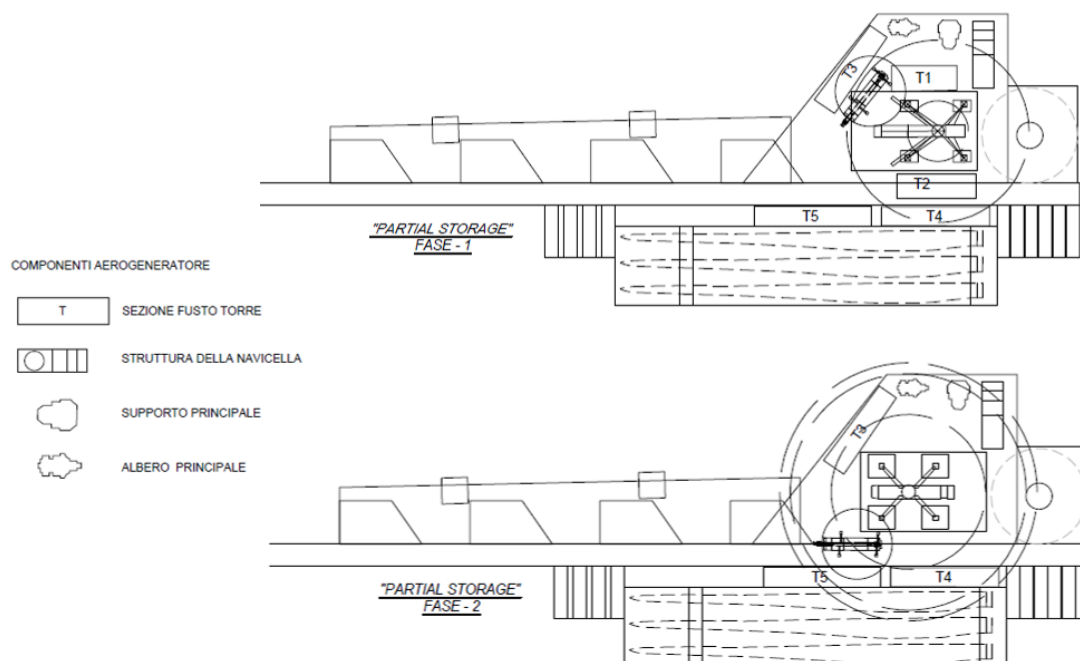 T3
T1
T2
T5
T4
"PARTIAL STORAGE"
FASE - 1
COMPONENTI AEROGENERATORE
T
SEZIONE FUSTO TORRE
STRUTTURA DELLA NAVICELLA
SUPPORTO PRINCIPALE
ALBERO PRINCIPALE
T3
T5
T4
"PARTIAL STORAGE"
FASE - 2